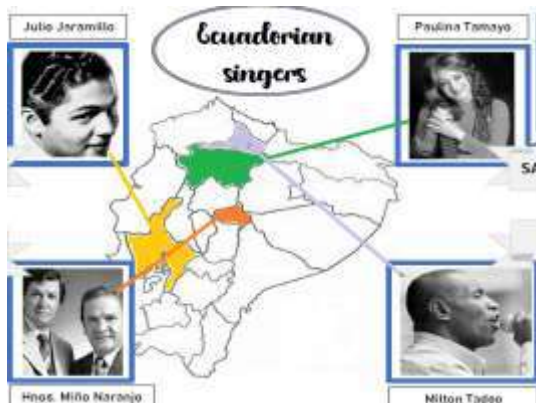 Julio Jaramillo
Ecuadorian
singers
Paulina Tamayo
SA
Hnos. Miño Naranjo
Milton Tadeo